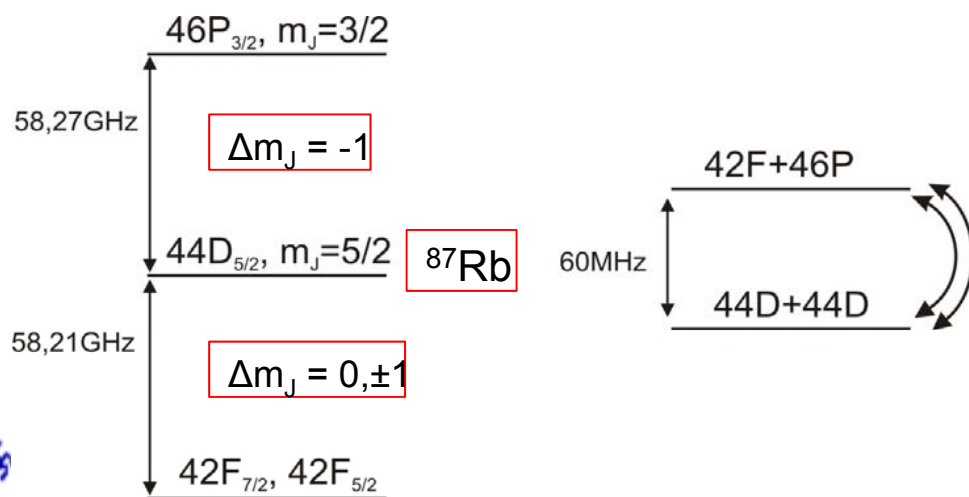 46P₃/₂, mJ=3/2
58,27GHz
ΔmJ = -1
42F+46P
44D₅/₂, mJ=5/2
⁸⁷Rb
60MHz
44D+44D
58,21GHz
ΔmJ = 0,±1
42F₇/₂, 42F₅/₂